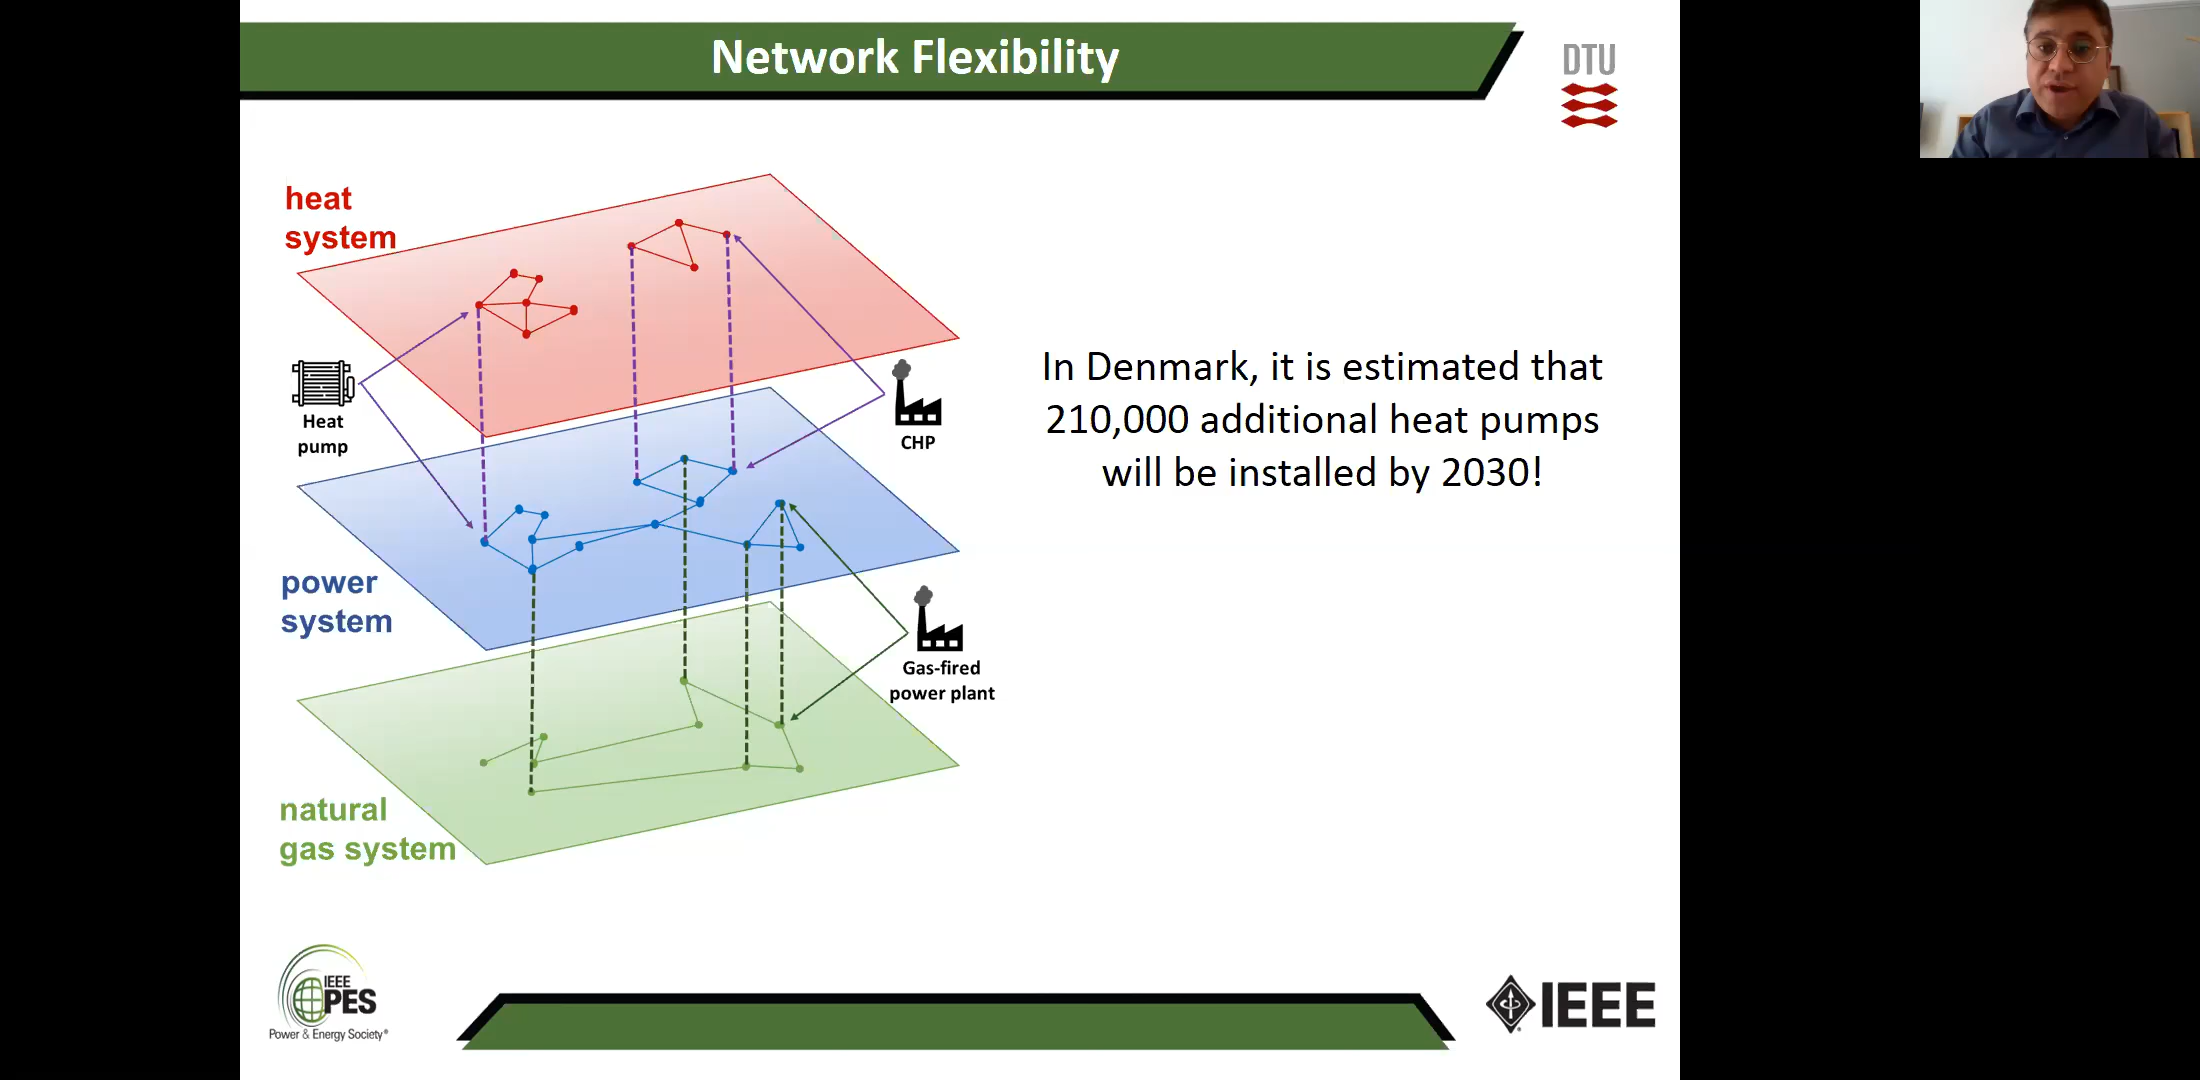 Network Flexibility
DTU
heat
system
Heat
pump
CHP
In Denmark, it is estimated that
210,000 additional heat pumps
will be installed by 2030!
power
system
Gas-fired
power plant
natural
gas system
IEEE
PES
Power & Energy Society®
IEEE